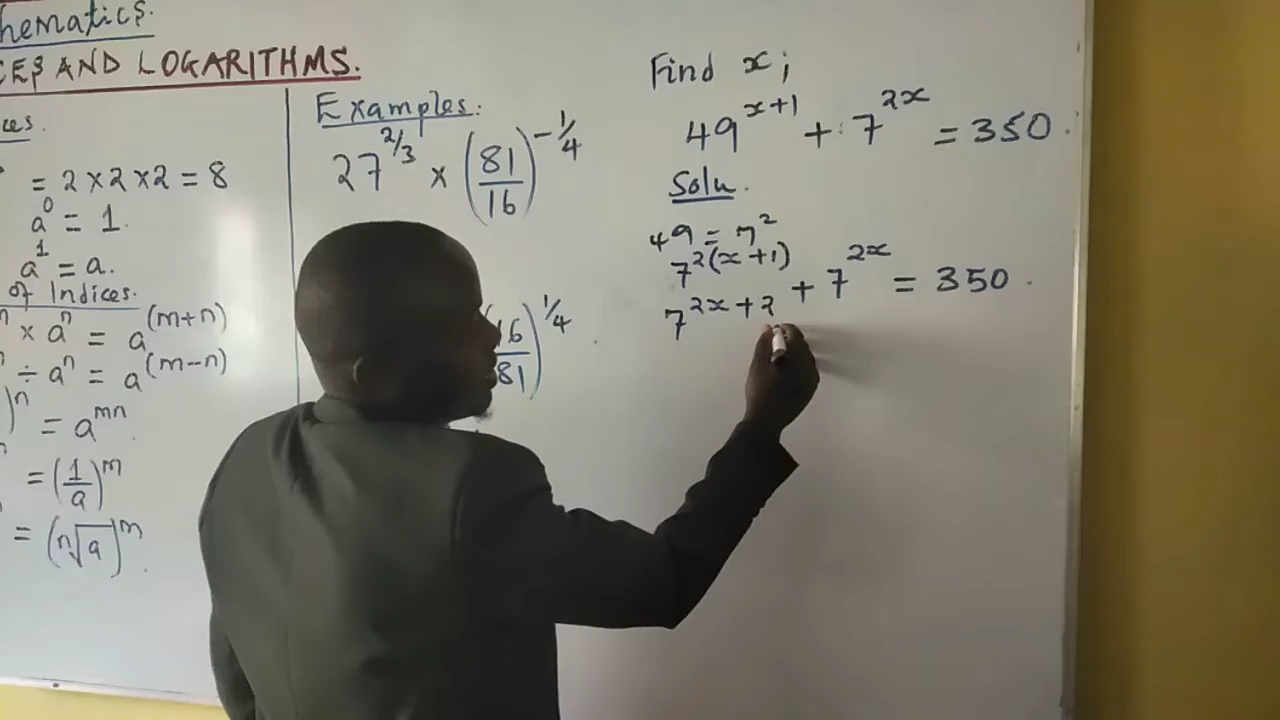 hematics.
CES AND LOGARITHMS.
ces.
= 2 × 2 × 2 = 8
a⁰ = 1.
a¹ = a.
of Indices.
ⁿ × aⁿ = a^(m+n)
÷ aⁿ = a^(m-n)
)ⁿ = a^mn
= (1/a)^m
= (ⁿ√a)^m.
Examples:
27^2/3 × (81/16)^-1/4
(16/81)^1/4.
Find x;
49^x+1 + 7^2x = 350.
Soln.
49 = 7²
7^2(x+1) + 7^2x = 350.
7^2x+2